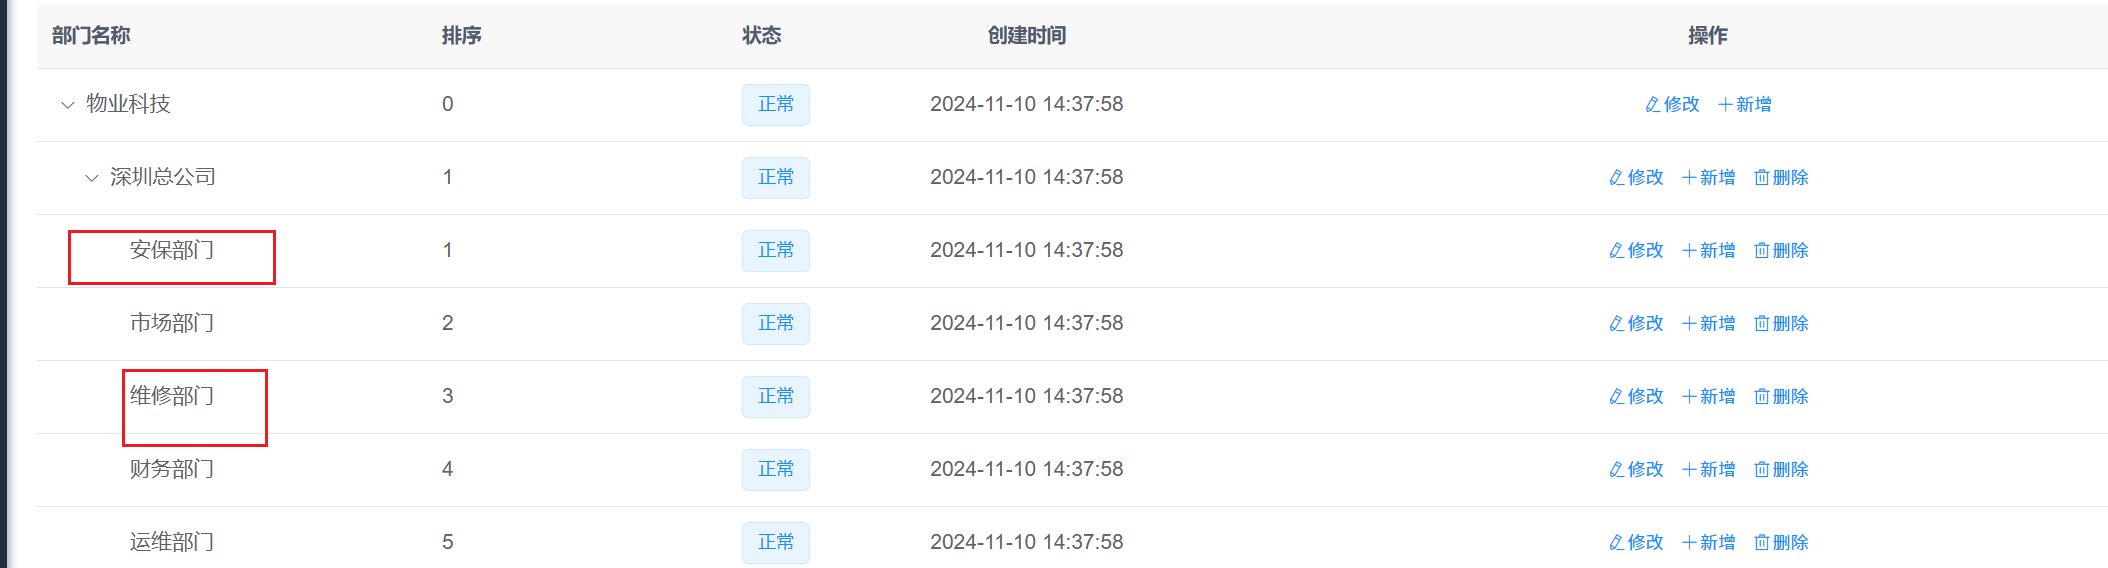 部门名称 排序 状态 创建时间 操作
物业科技 0 正常 2024-11-10 14:37:58 修改 新增
深圳总公司 1 正常 2024-11-10 14:37:58 修改 新增 删除
安保部门 1 正常 2024-11-10 14:37:58 修改 新增 删除
市场部门 2 正常 2024-11-10 14:37:58 修改 新增 删除
维修部门 3 正常 2024-11-10 14:37:58 修改 新增 删除
财务部门 4 正常 2024-11-10 14:37:58 修改 新增 删除
运维部门 5 正常 2024-11-10 14:37:58 修改 新增 删除